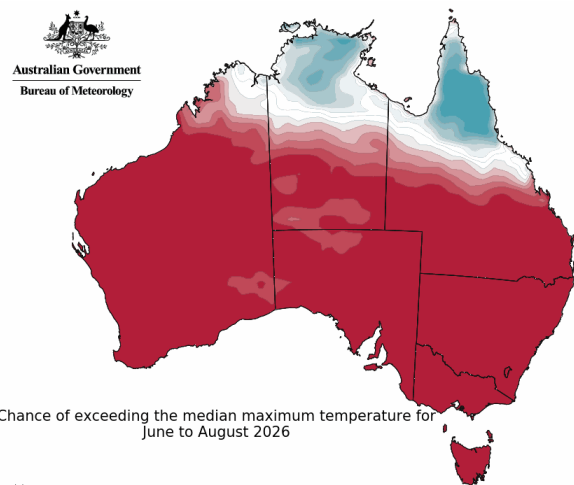 Australian Government
Bureau of Meteorology
Chance of exceeding the median maximum temperature for
June to August 2026